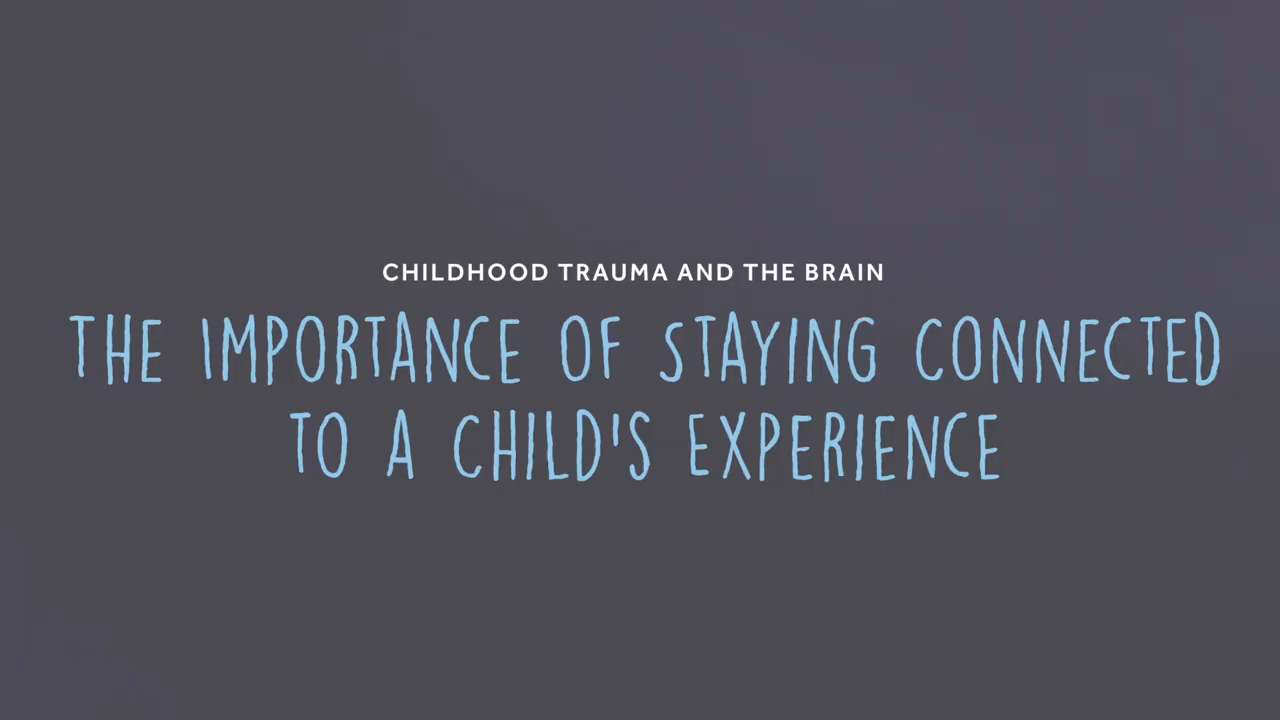 CHILDHOOD TRAUMA AND THE BRAIN
THE IMPORTANCE OF STAYING CONNECTED
TO A CHILD'S EXPERIENCE